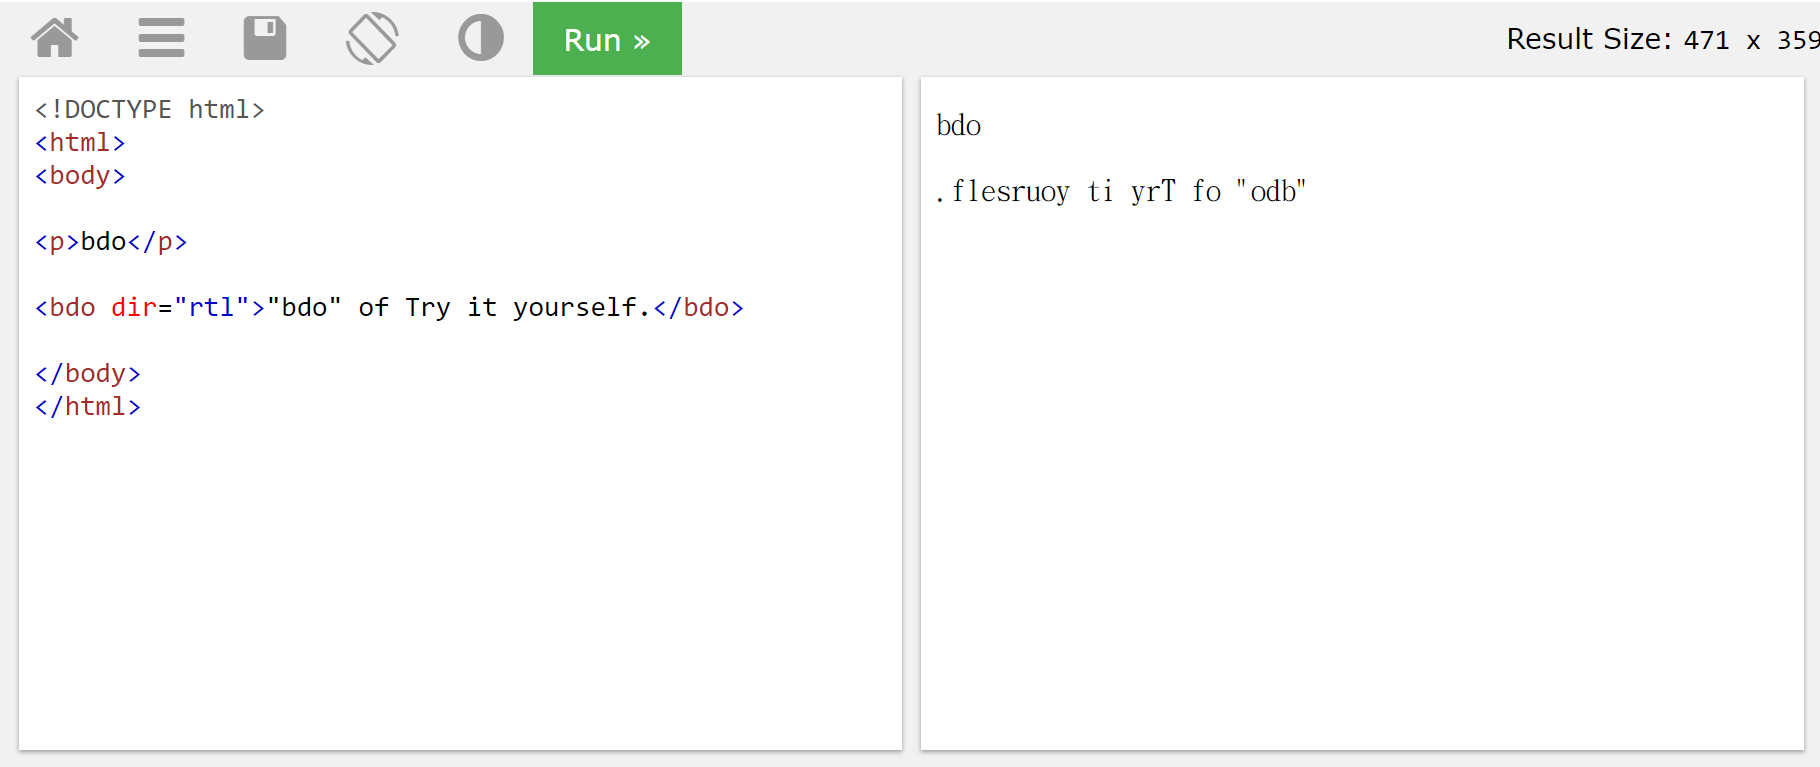 Run »
Result Size: 471 x 359
<!DOCTYPE html>
<html>
<body>
<p>bdo</p>
<bdo dir="rtl">"bdo" of Try it yourself.</bdo>
</body>
</html>
bdo
.flesruoy ti yrT fo "odb"